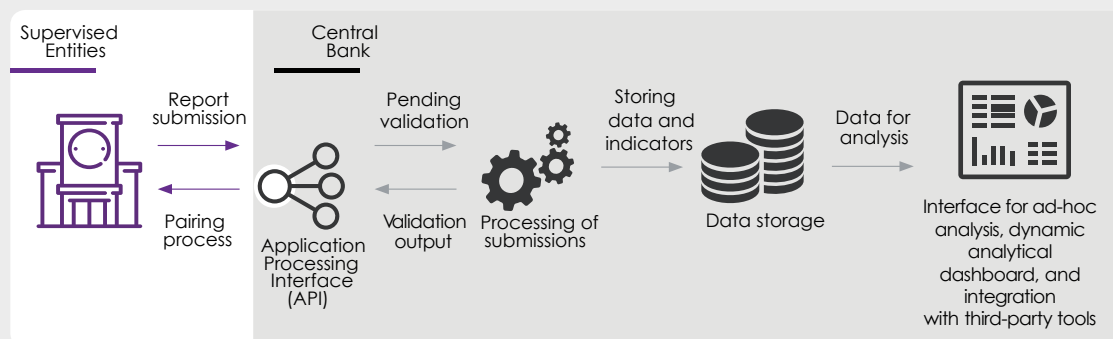 Supervised
Entities
Central
Bank
Report
submission
Pairing
process
Application
Processing
Interface
(API)
Pending
validation
Validation
output
Processing of
submissions
Storing
data and
indicators
Data storage
Data for
analysis
Interface for ad-hoc
analysis, dynamic
analytical
dashboard, and
integration
with third-party tools